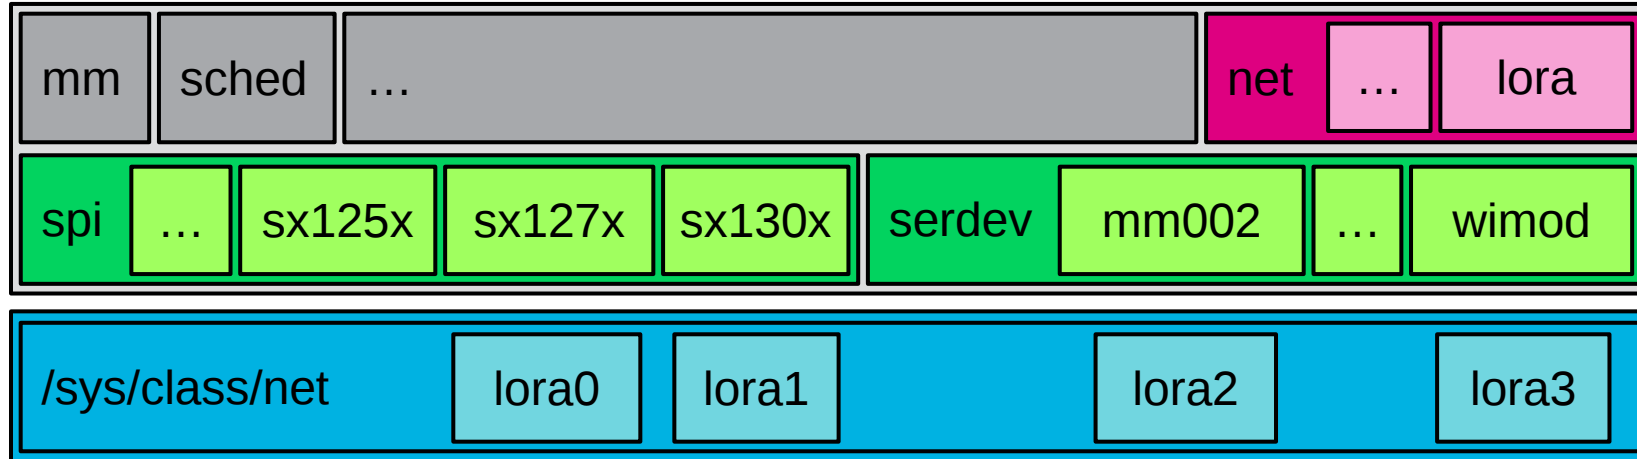 mm sched … net … lora
spi … sx125x sx127x sx130x serdev mm002 … wimod
/sys/class/net lora0 lora1 lora2 lora3